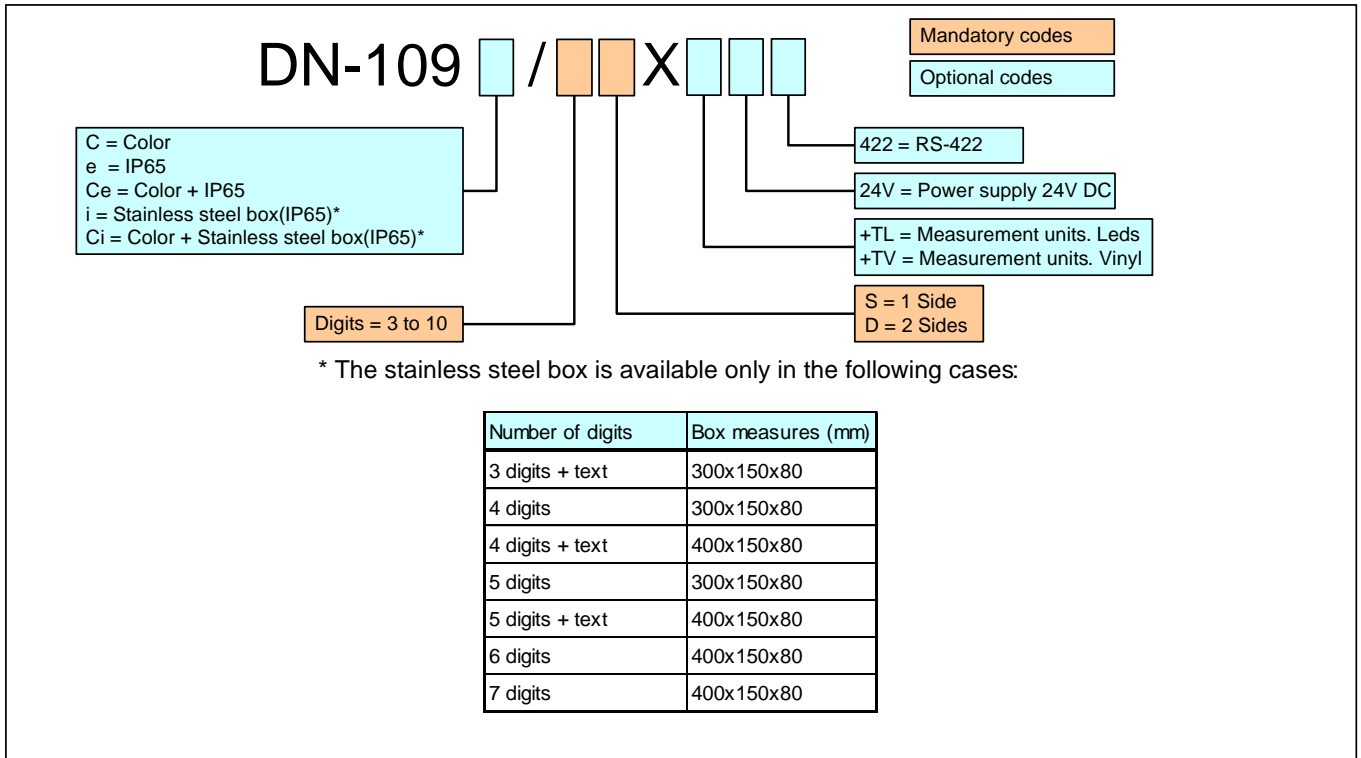 DN-109 / X
Mandatory codes
Optional codes
C = Color
e = IP65
Ce = Color + IP65
i = Stainless steel box(IP65)*
Ci = Color + Stainless steel box(IP65)*
422 = RS-422
24V = Power supply 24V DC
+TL = Measurement units. Leds
+TV = Measurement units. Vinyl
S = 1 Side
D = 2 Sides
Digits = 3 to 10
* The stainless steel box is available only in the following cases:
Number of digits Box measures (mm)
3 digits + text 300x150x80
4 digits 300x150x80
4 digits + text 400x150x80
5 digits 300x150x80
5 digits + text 400x150x80
6 digits 400x150x80
7 digits 400x150x80